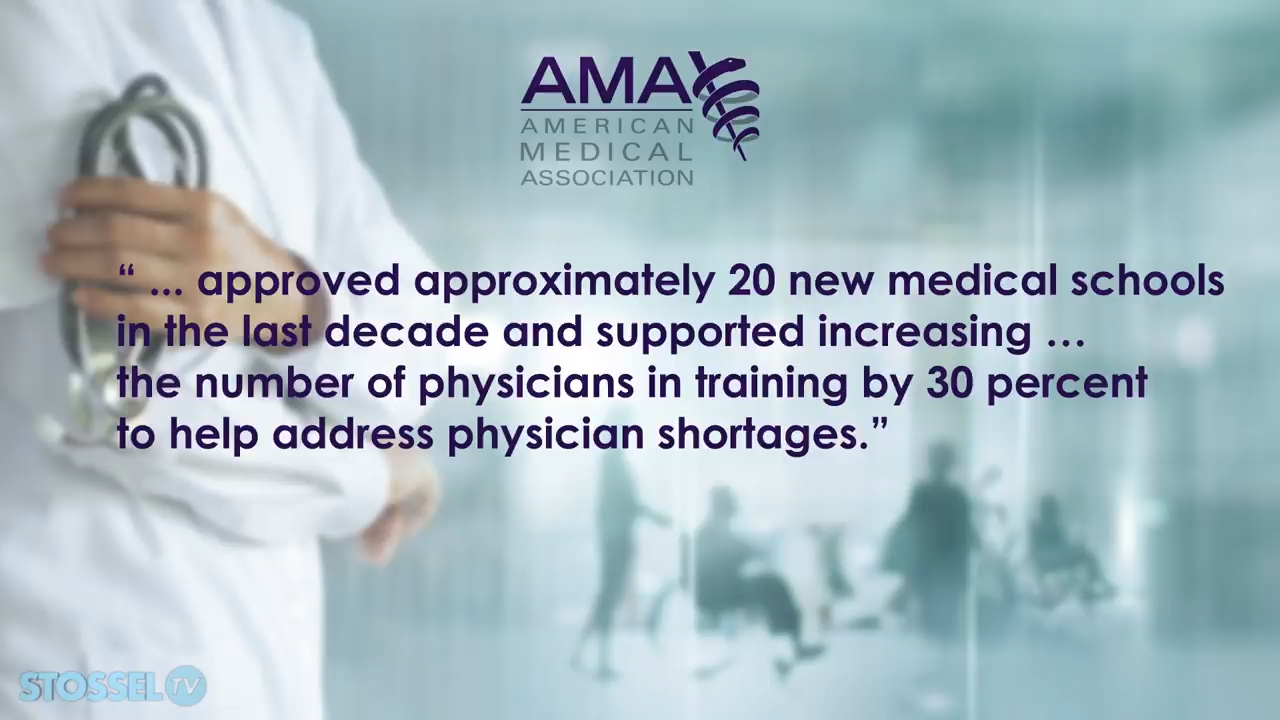 AMA
AMERICAN
MEDICAL
ASSOCIATION
“ ... approved approximately 20 new medical schools
in the last decade and supported increasing ...
the number of physicians in training by 30 percent
to help address physician shortages.”
STOSSEL TV